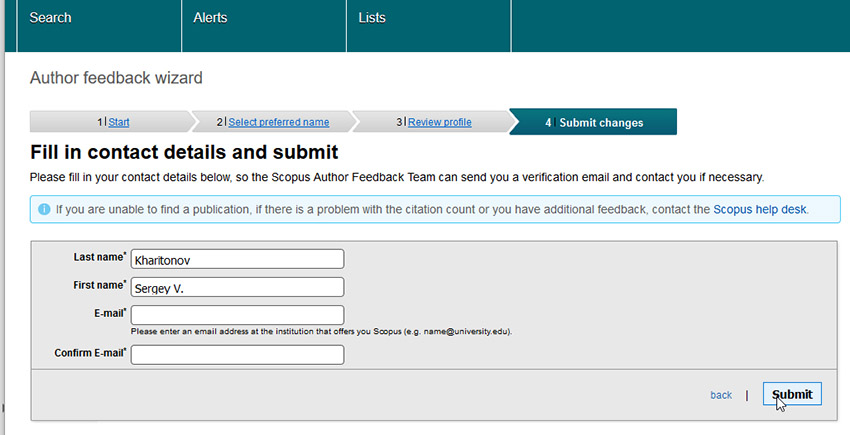 Search Alerts Lists
Author feedback wizard
1 Start 2 Select preferred name 3 Review profile 4 Submit changes
Fill in contact details and submit
Please fill in your contact details below, so the Scopus Author Feedback Team can send you a verification email and contact you if necessary.
If you are unable to find a publication, if there is a problem with the citation count or you have additional feedback, contact the Scopus help desk.
Last name* Kharitonov
First name* Sergey V.
E-mail*
Please enter an email address at the institution that offers you Scopus (e.g. name@university.edu).
Confirm E-mail*
back | Submit